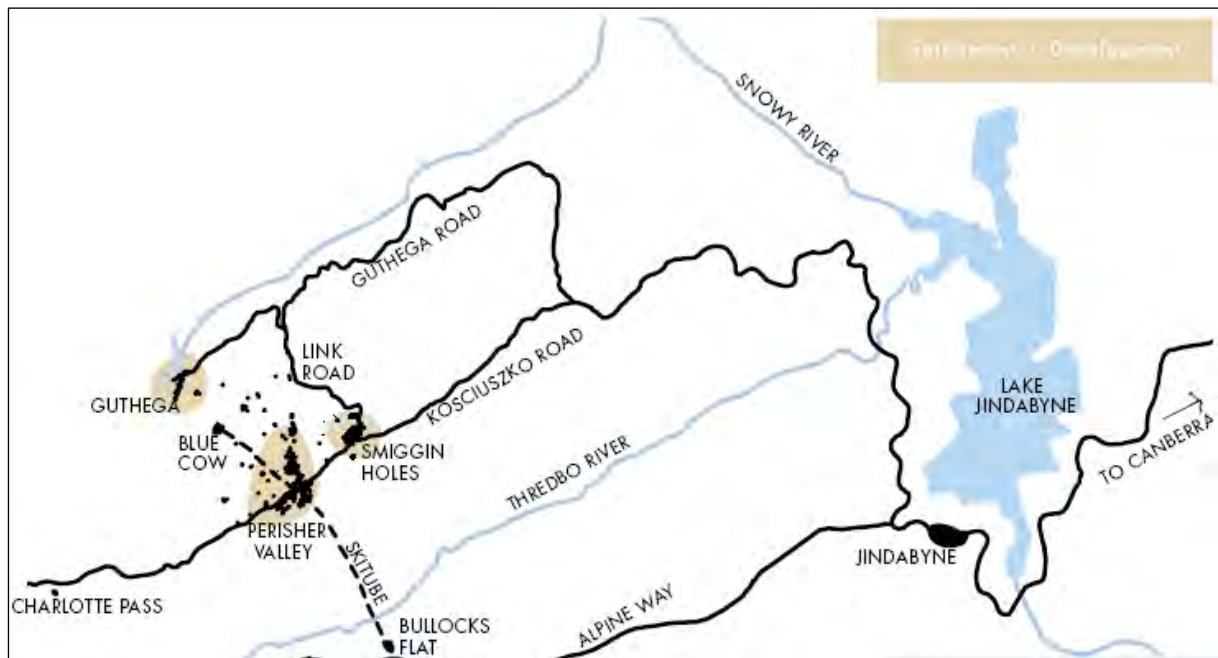 SNOWY RIVER
GUTHEGA ROAD
LINK
ROAD
KOSCIUSZKO ROAD
GUTHEGA
BLUE
COW
SMIGGIN
HOLES
LAKE
JINDABYNE
TO CANBERRA
THREDBO RIVER
PERISHER
VALLEY
SKITUBE
JINDABYNE
CHARLOTTE PASS
BULLOCKS
FLAT
ALPINE WAY